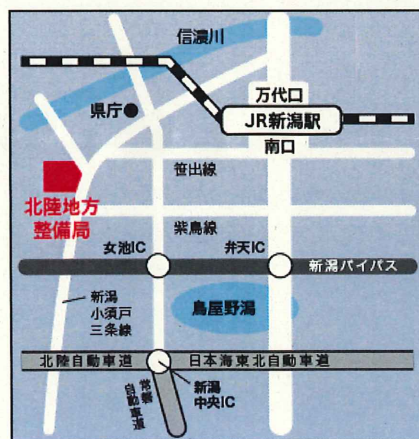 信濃川
万代口
県庁
JR新潟駅
南口
笹出線
北陸地方
整備局
紫鳥線
女池IC
弁天IC
新潟バイパス
新潟
小須戸
三条線
鳥屋野潟
北陸自動車道
日本海東北自動車道
新潟
中央IC
常磐
自動車道